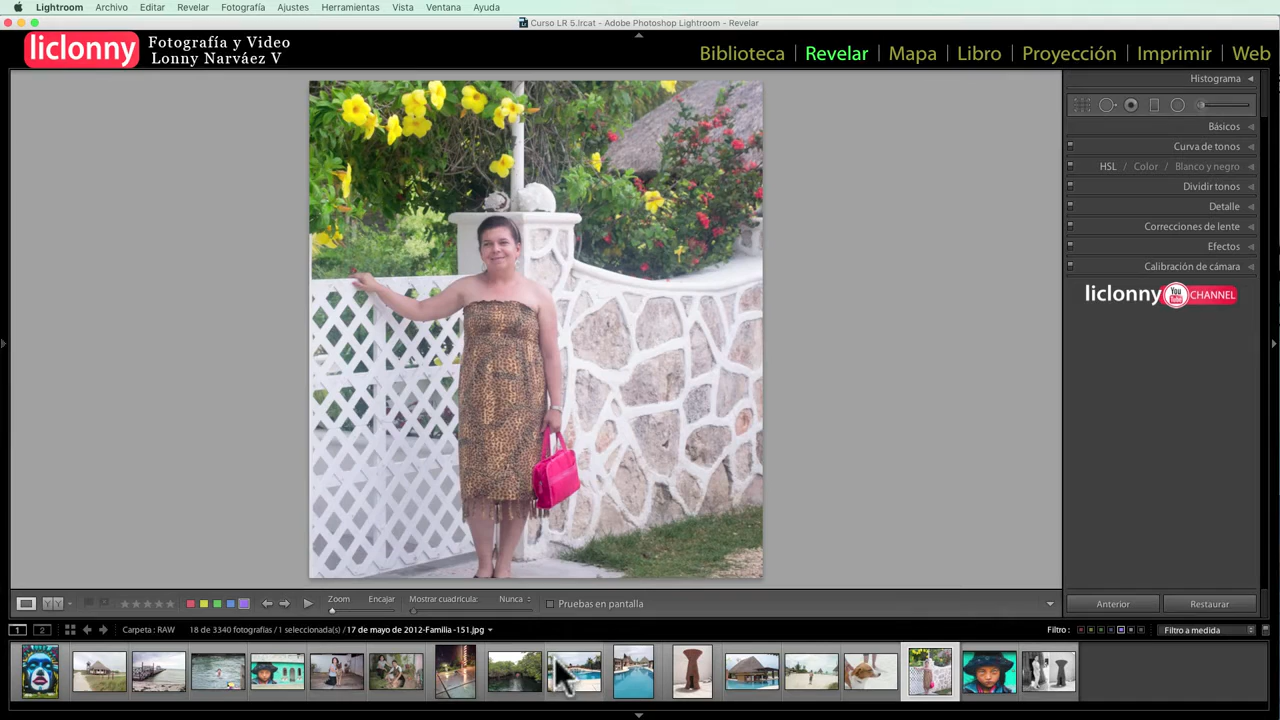 Lightroom Archivo Editar Revelar Fotografía Ajustes Herramientas Vista Ventana Ayuda
Curso LR 5.lrcat - Adobe Photoshop Lightroom - Revelar
liclonny
Fotografía y Video
Lonny Narváez V
Biblioteca | Revelar | Mapa | Libro | Proyección | Imprimir | Web
Histograma
Básicos
Curva de tonos
HSL / Color / Blanco y negro
Dividir tonos
Detalle
Correcciones de lente
Efectos
Calibración de cámara
liclonny You Tube CHANNEL
Zoom Encajar Mostrar cuadrícula: Nunca Pruebas en pantalla Anterior Restaurar
1 2 Carpeta : RAW 18 de 3340 fotografías / 1 seleccionada(s) / 17 de mayo de 2012-Familia -151.jpg Filtro : Filtro a medida